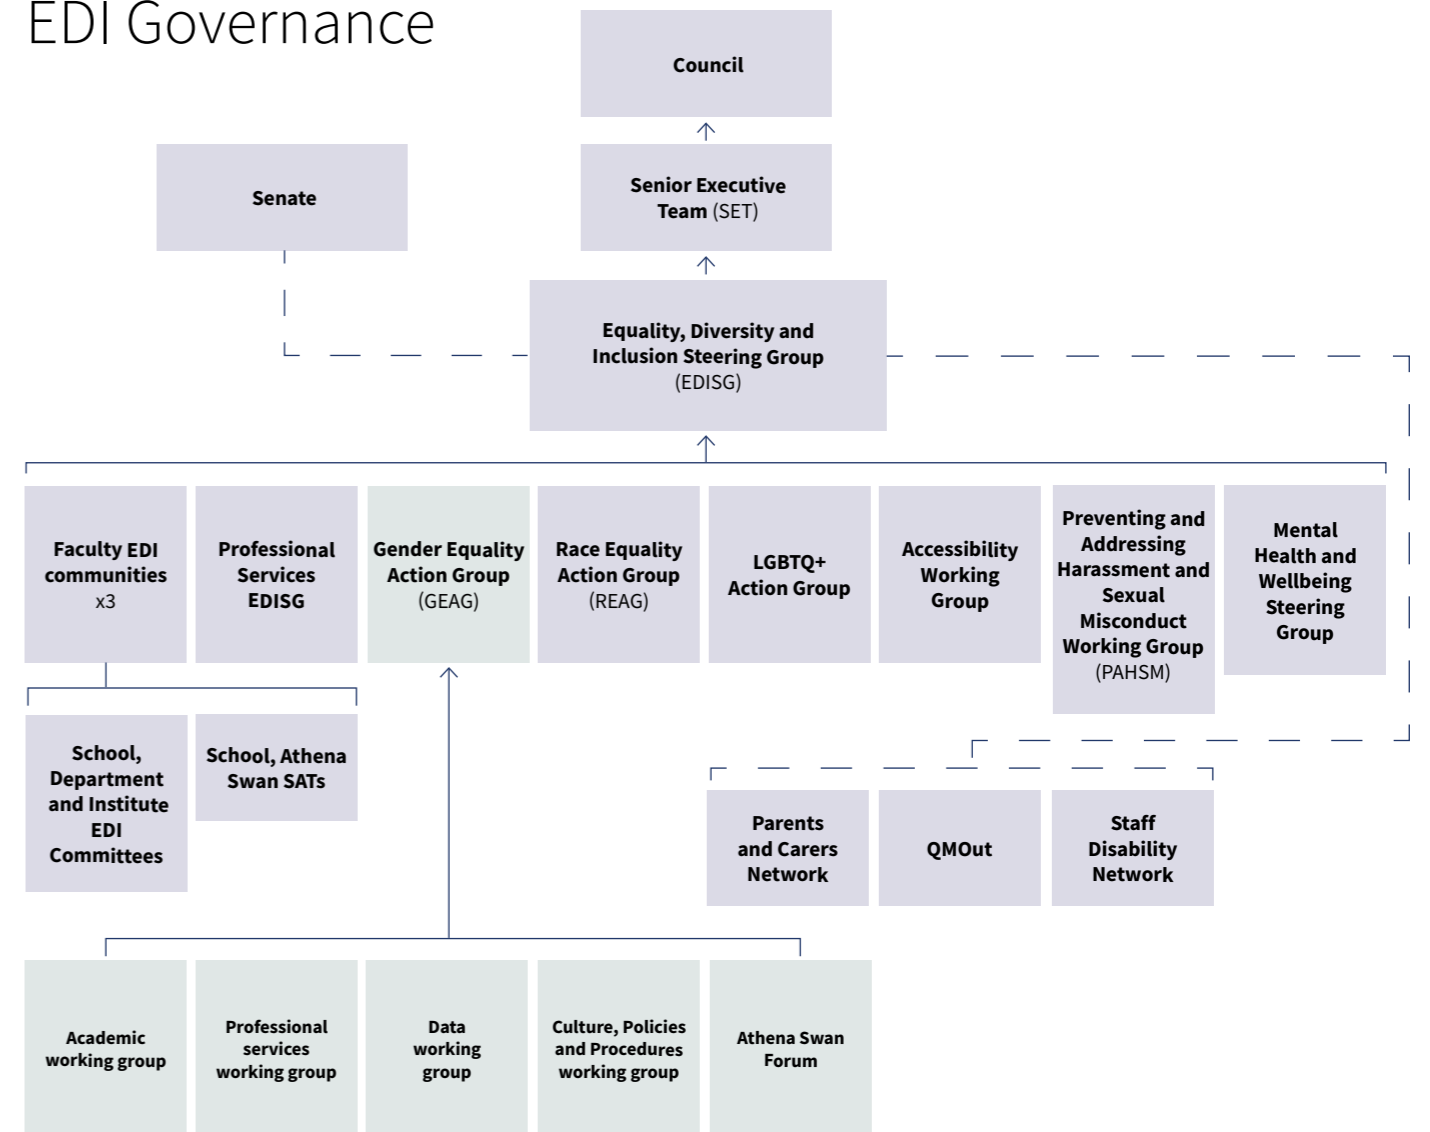 EDI Governance
Council
Senate
Senior Executive
Team (SET)
Equality, Diversity and
Inclusion Steering Group
(EDISG)
Faculty EDI
communities
x3
Professional
Services
EDISG
Gender Equality
Action Group
(GEAG)
Race Equality
Action Group
(REAG)
LGBTQ+
Action Group
Accessibility
Working
Group
Preventing and
Addressing
Harassment and
Sexual
Misconduct
Working Group
(PAHSM)
Mental
Health and
Wellbeing
Steering
Group
School,
Department
and Institute
EDI
Committees
School, Athena
Swan SATs
Parents
and Carers
Network
QMOut
Staff
Disability
Network
Academic
working group
Professional
services
working group
Data
working
group
Culture, Policies
and Procedures
working group
Athena Swan
Forum